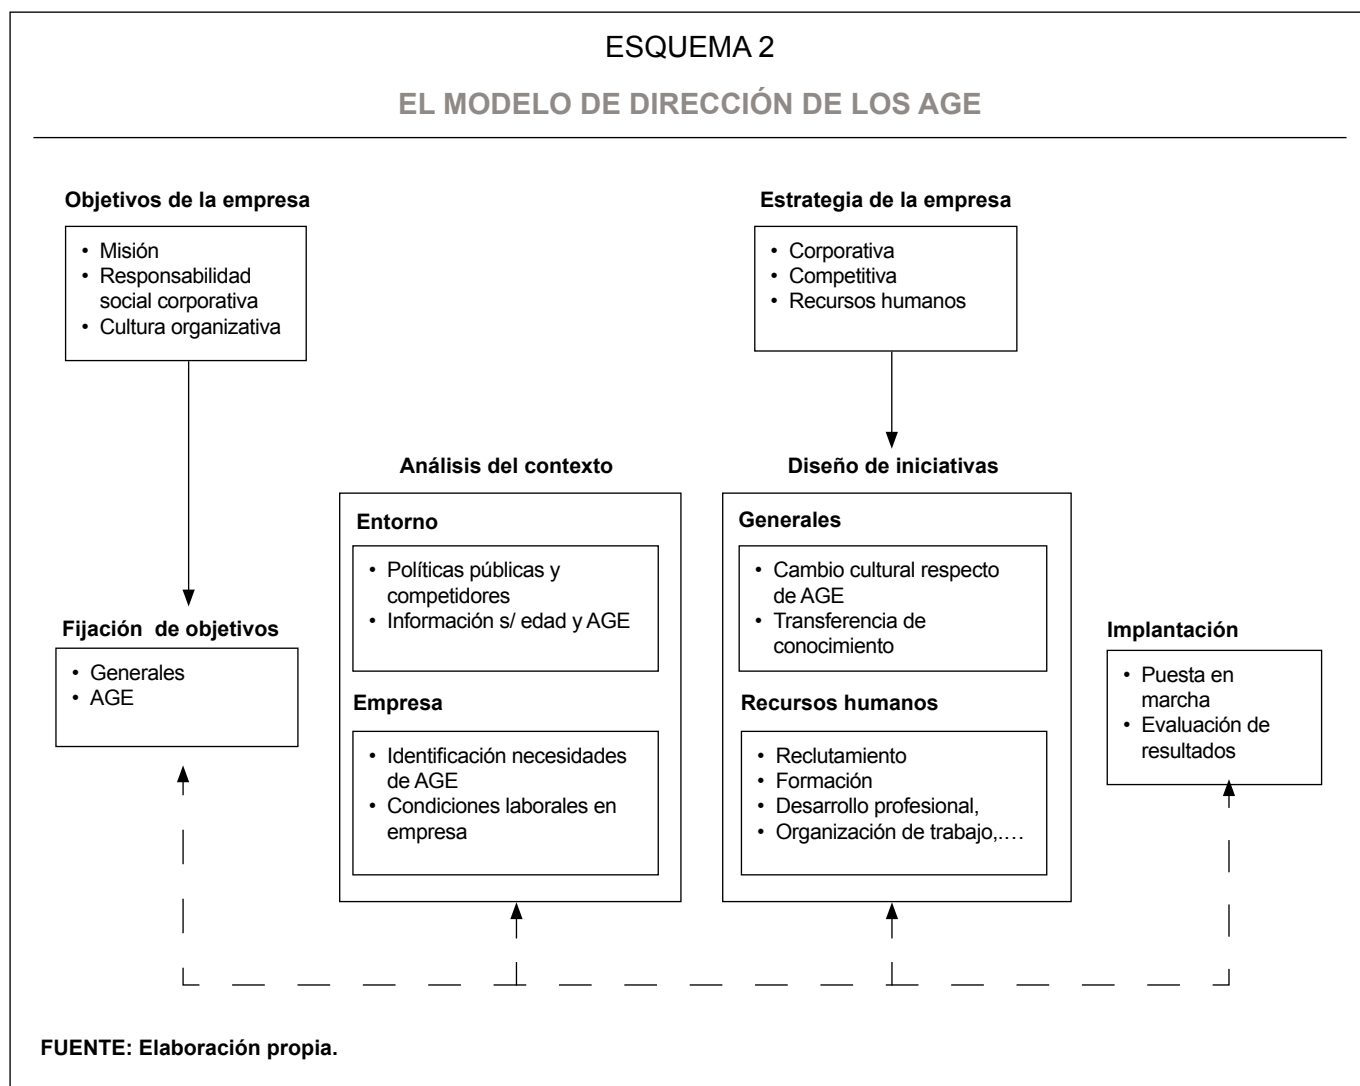 ESQUEMA 2
EL MODELO DE DIRECCIÓN DE LOS AGE
Objetivos de la empresa
• Misión
• Responsabilidad
social corporativa
• Cultura organizativa
Estrategia de la empresa
• Corporativa
• Competitiva
• Recursos humanos
Fijación de objetivos
• Generales
• AGE
Análisis del contexto
Entorno
• Políticas públicas y
competidores
• Información s/ edad y AGE
Empresa
• Identificación necesidades
de AGE
• Condiciones laborales en
empresa
Diseño de iniciativas
Generales
• Cambio cultural respecto
de AGE
• Transferencia de
conocimiento
Recursos humanos
• Reclutamiento
• Formación
• Desarrollo profesional,
• Organización de trabajo,....
Implantación
• Puesta en
marcha
• Evaluación de
resultados
FUENTE: Elaboración propia.